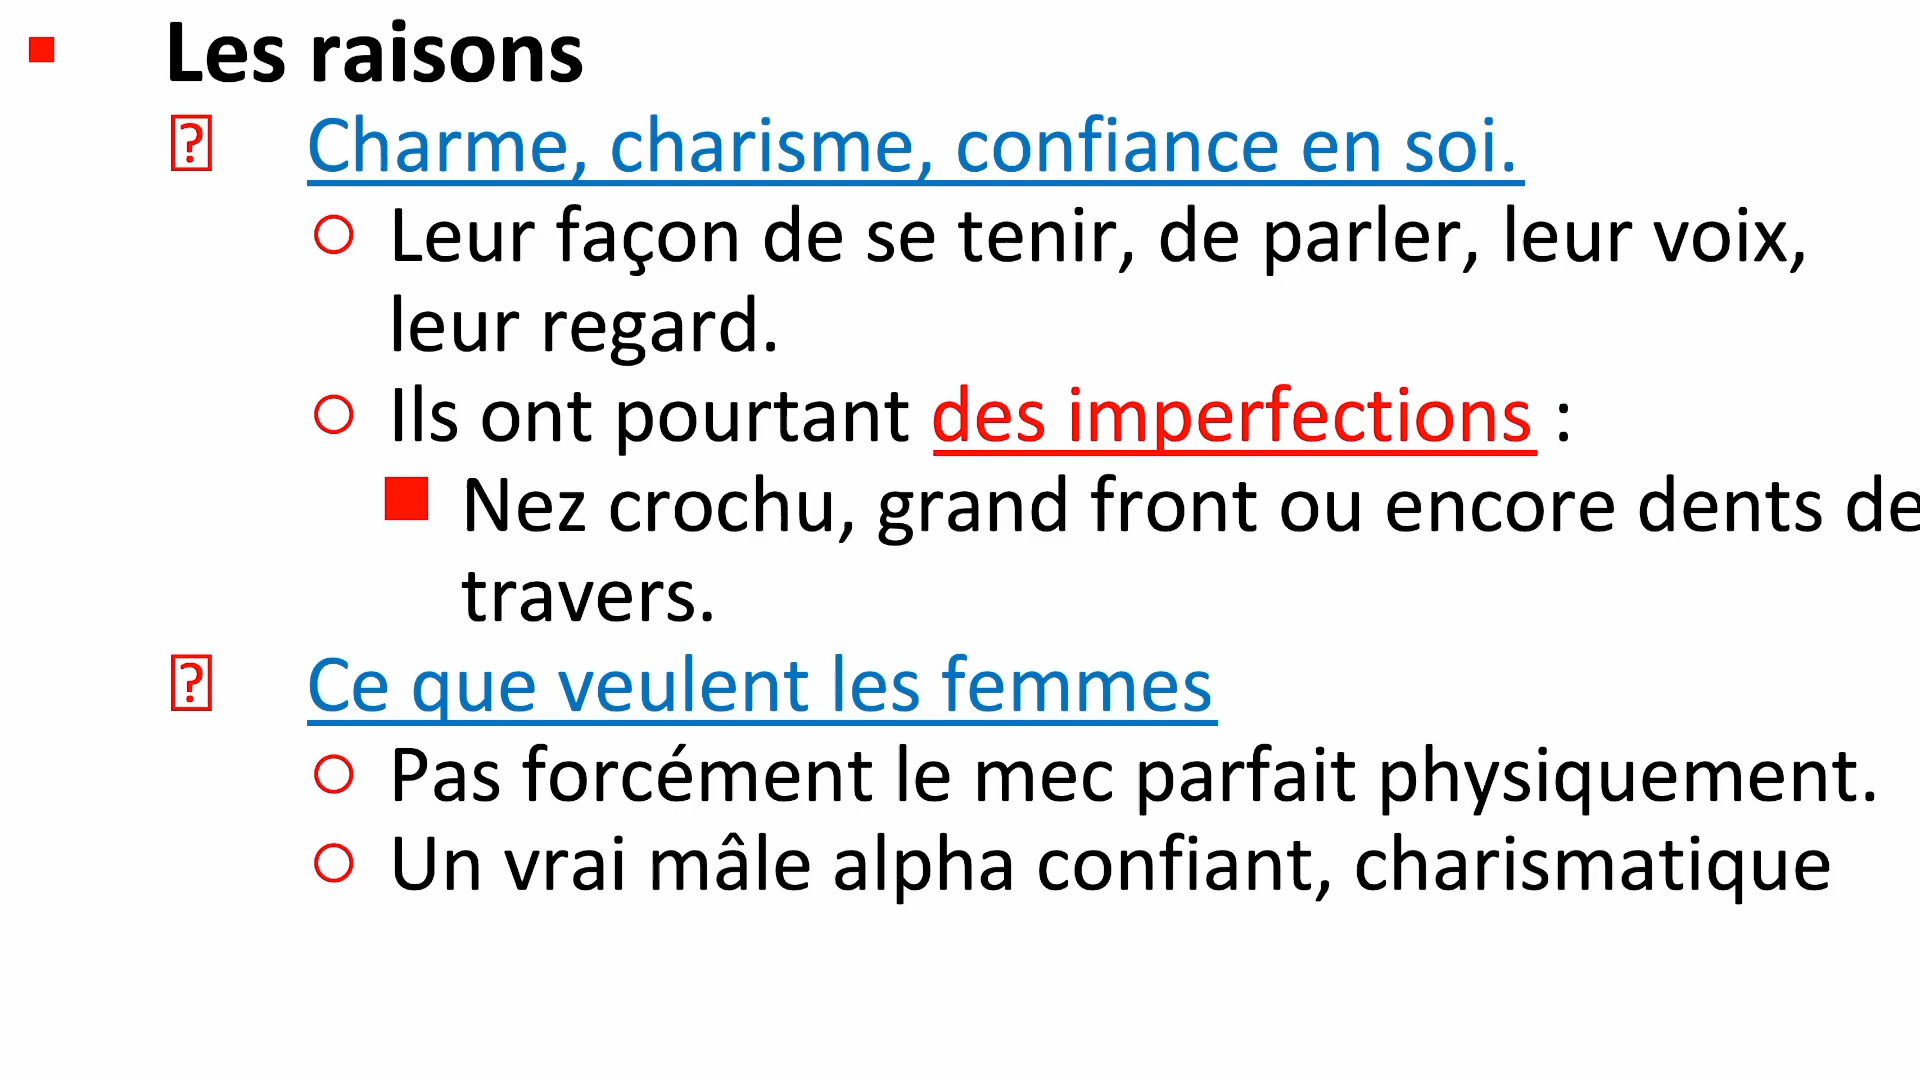 Les raisons
Charme, charisme, confiance en soi.
Leur façon de se tenir, de parler, leur voix,
leur regard.
Ils ont pourtant des imperfections :
Nez crochu, grand front ou encore dents de
travers.
Ce que veulent les femmes
Pas forcément le mec parfait physiquement.
Un vrai mâle alpha confiant, charismatique